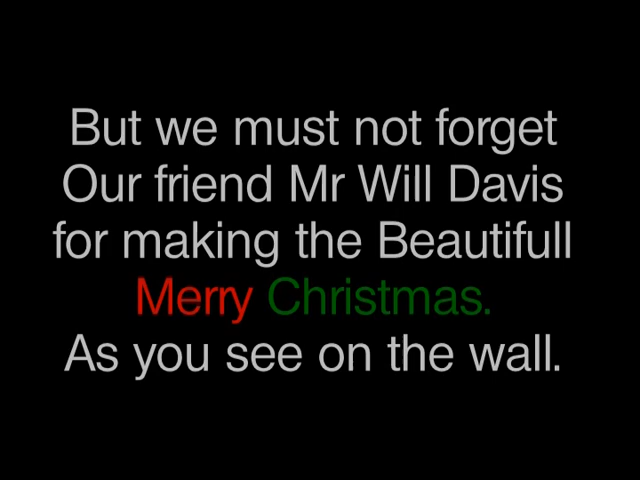 But we must not forget
Our friend Mr Will Davis
for making the Beautifull
Merry Christmas.
As you see on the wall.